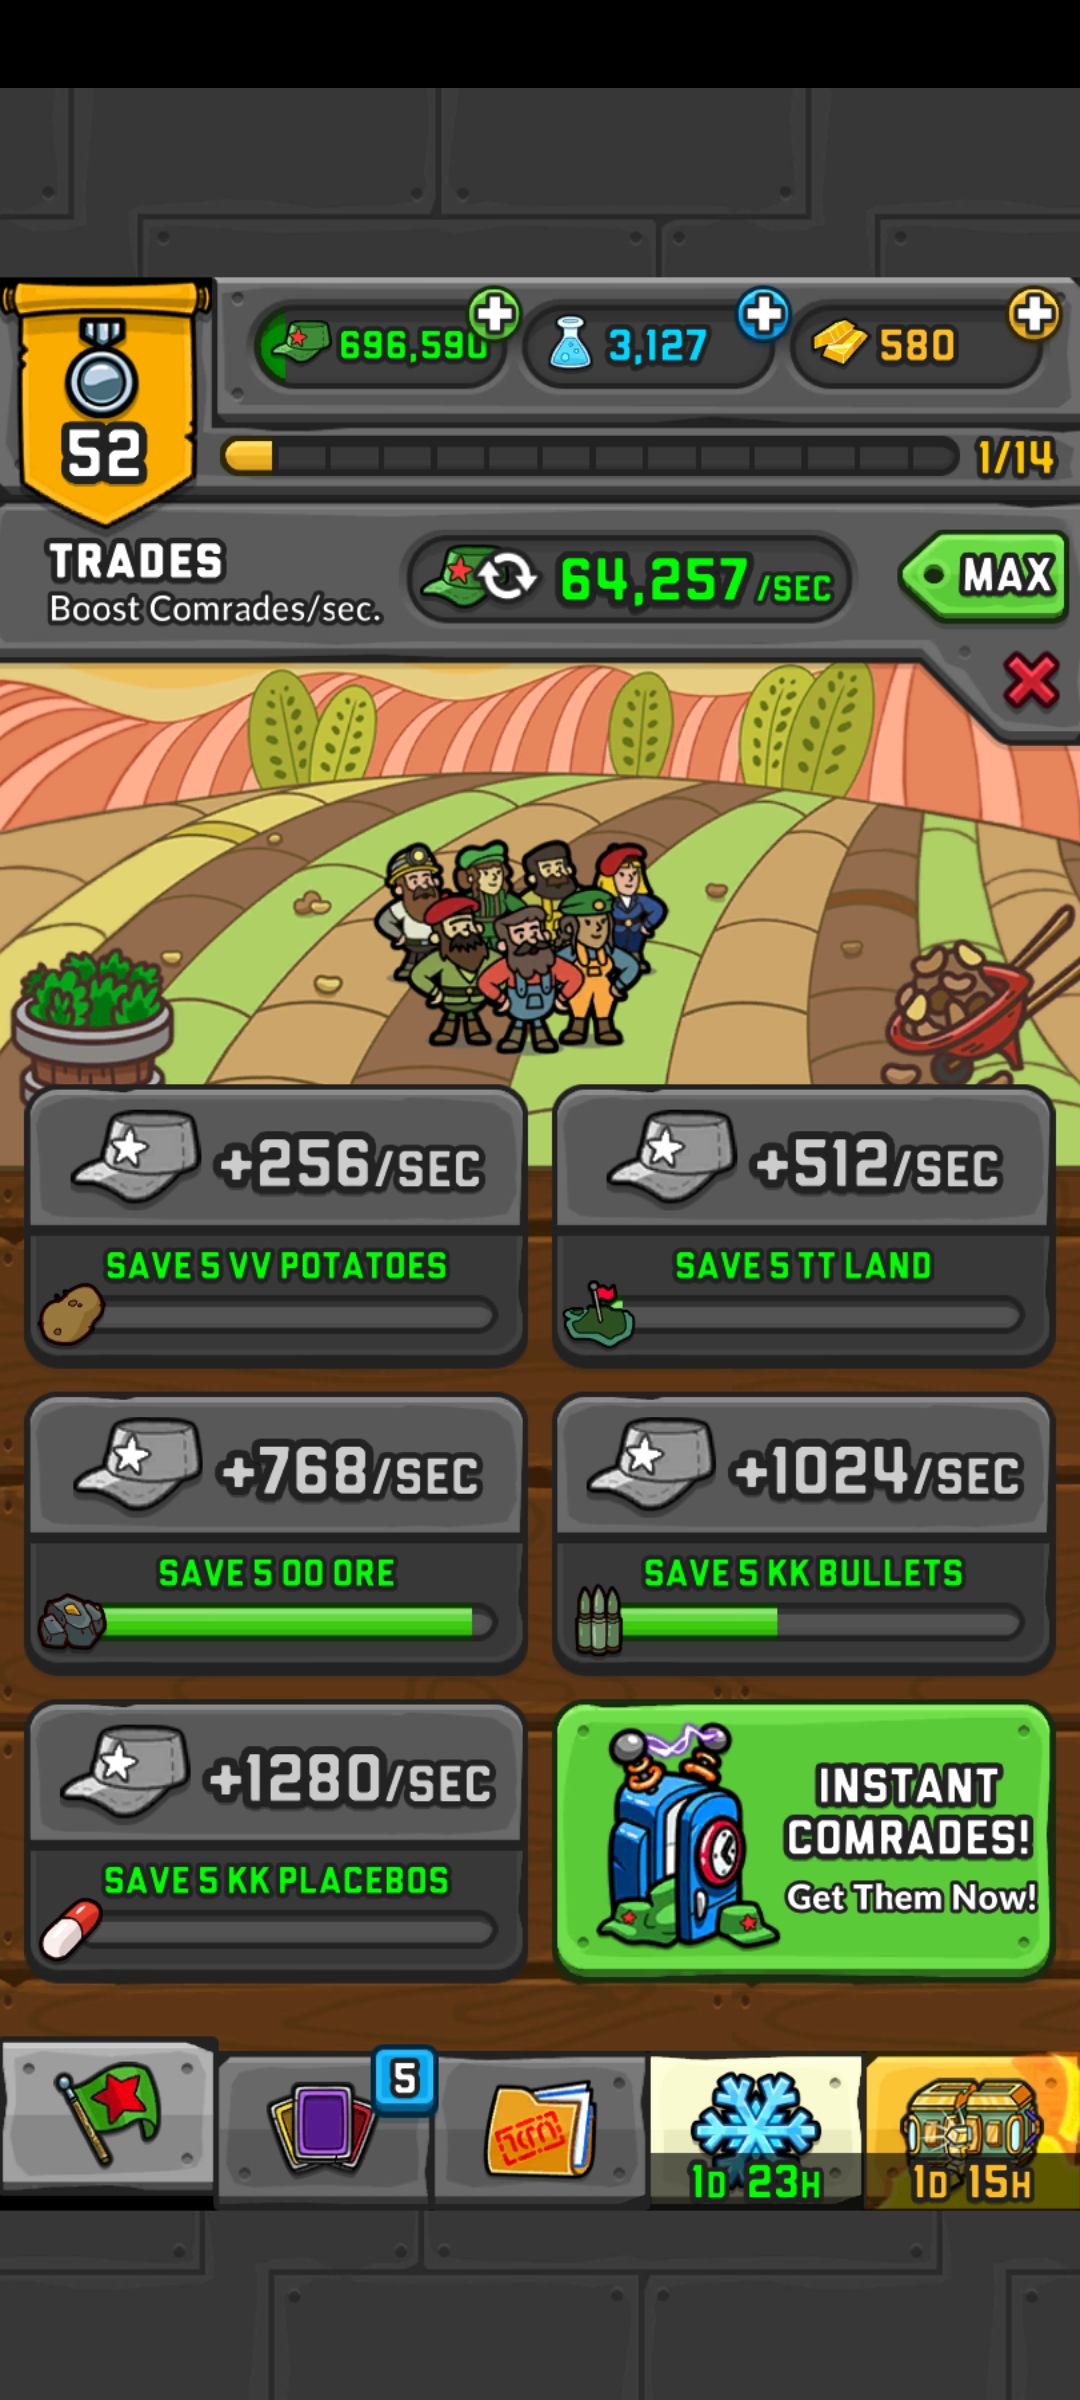 696,590
3,127
580
52
1/14
TRADES
Boost Comrades/sec.
64,257/SEC
MAX
+256/SEC
+512/SEC
SAVE 5 VV POTATOES
SAVE 5 TT LAND
+768/SEC
+1024/SEC
SAVE 5 OO ORE
SAVE 5 KK BULLETS
+1280/SEC
INSTANT
COMRADES!
Get Them Now!
SAVE 5 KK PLACEBOS
5
1D 23H
1D 15H